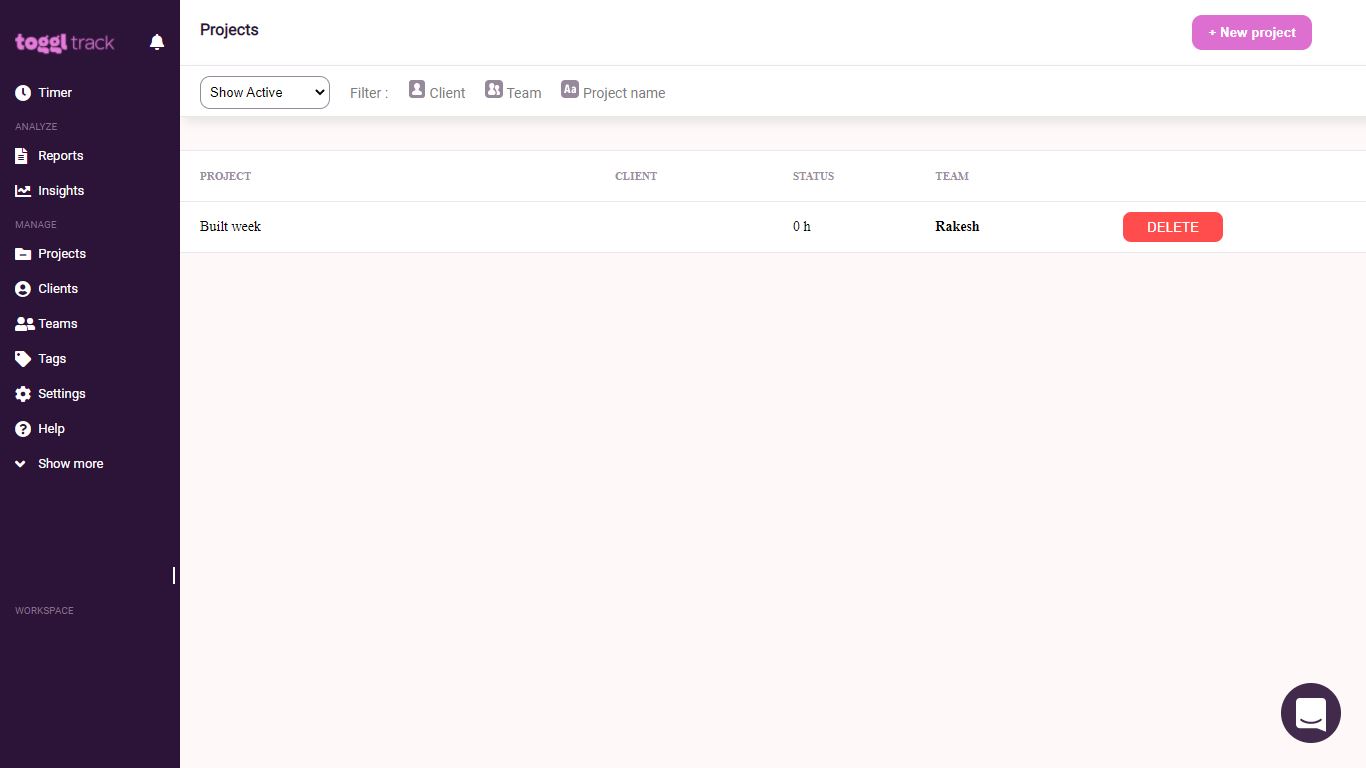 toggl track
Timer
ANALYZE
Reports
Insights
MANAGE
Projects
Clients
Teams
Tags
Settings
Help
Show more
WORKSPACE
Projects
+ New project
Show Active Filter : Client Team Aa Project name
PROJECT CLIENT STATUS TEAM
Built week 0 h Rakesh DELETE